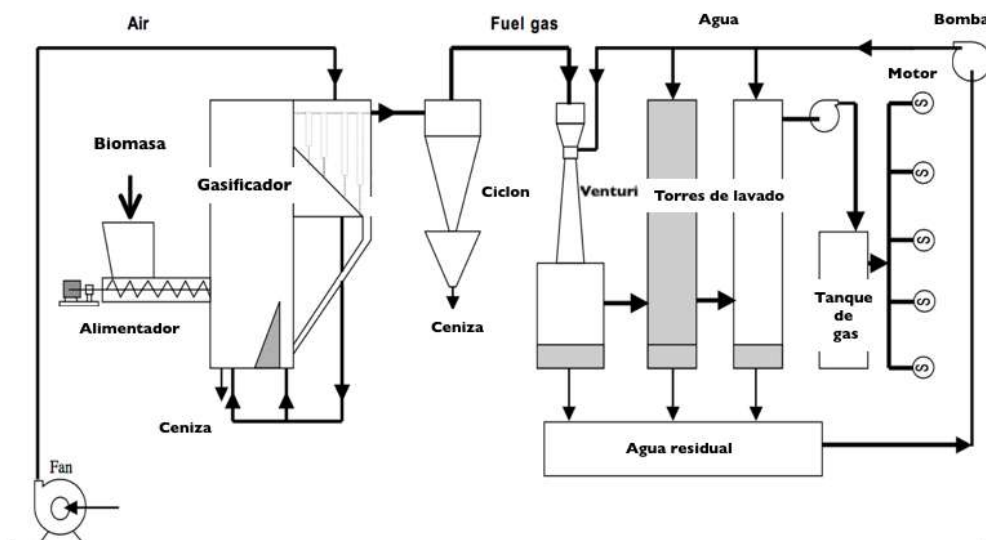 Air
Fuel gas
Agua
Bomba
Motor
S
Biomasa
Gasificador
Ciclon
Venturi
Torres de lavado
S
S
Alimentador
Ceniza
Tanque
de
gas
S
S
Ceniza
Agua residual
Fan